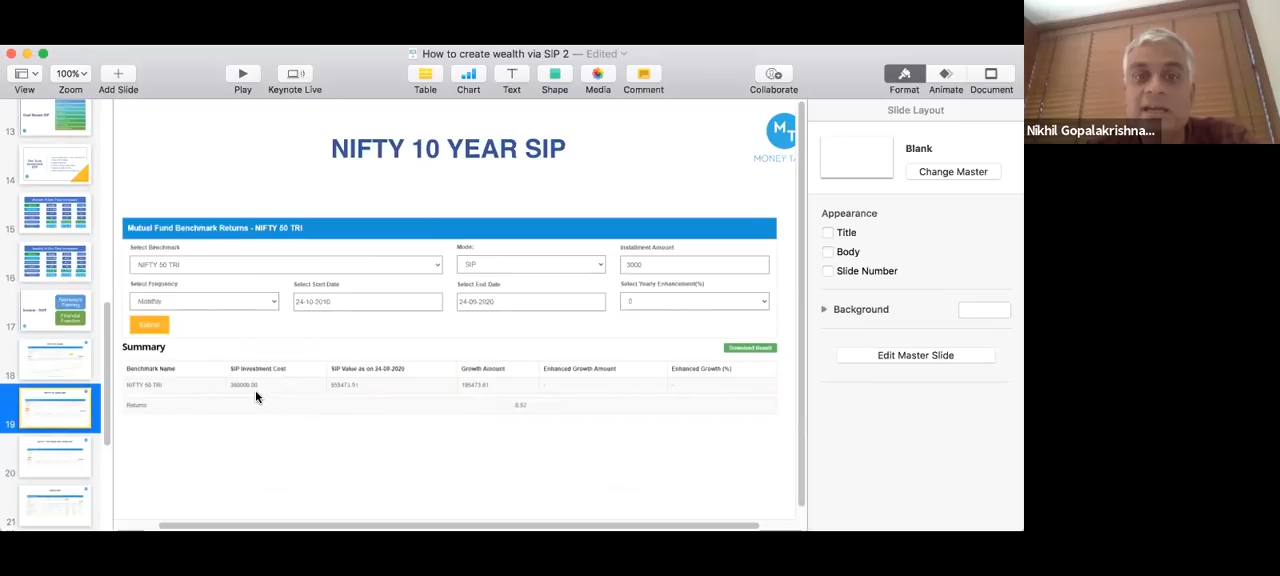 How to create wealth via SIP 2 — Edited
View
100%
Zoom
Add Slide
Play
Keynote Live
Table
Chart
Text
Shape
Media
Comment
Collaborate
Format
Animate
Document
Nikhil Gopalakrishna...
13
14
15
16
17
18
19
20
21
NIFTY 10 YEAR SIP
MT
MONEY TA
Mutual Fund Benchmark Returns - NIFTY 50 TRI
Select Benchmark
Mode:
Installment Amount
NIFTY 50 TRI
SIP
3000
Select Frequency
Select Start Date
Select End Date
Select Yearly Enhancement(%)
Monthly
24-10-2010
24-09-2020
0
Submit
Summary
Download Result
Benchmark Name
SIP Investment Cost
SIP Value as on 24-09-2020
Growth Amount
Enhanced Growth Amount
Enhanced Growth (%)
NIFTY 50 TRI
360000.00
-
-
Returns
8.92
Slide Layout
Blank
Change Master
Appearance
Title
Body
Slide Number
Background
Edit Master Slide